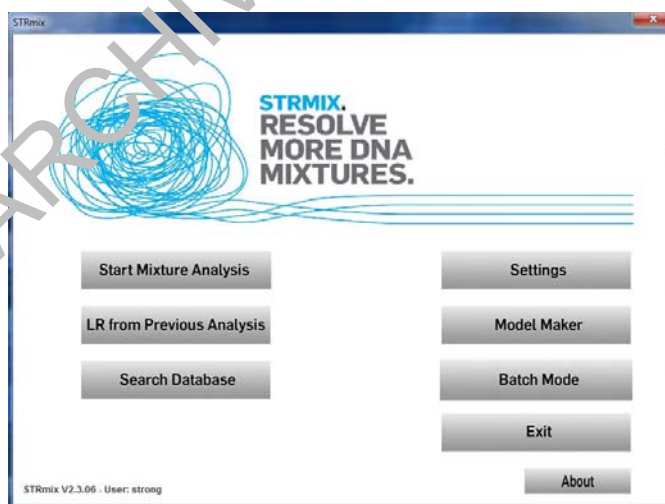 STRmix
STRMIX.
RESOLVE
MORE DNA
MIXTURES.
Start Mixture Analysis
Settings
LR from Previous Analysis
Model Maker
Search Database
Batch Mode
Exit
About
STRmix V2.3.06 - User: strong
ARCHIV